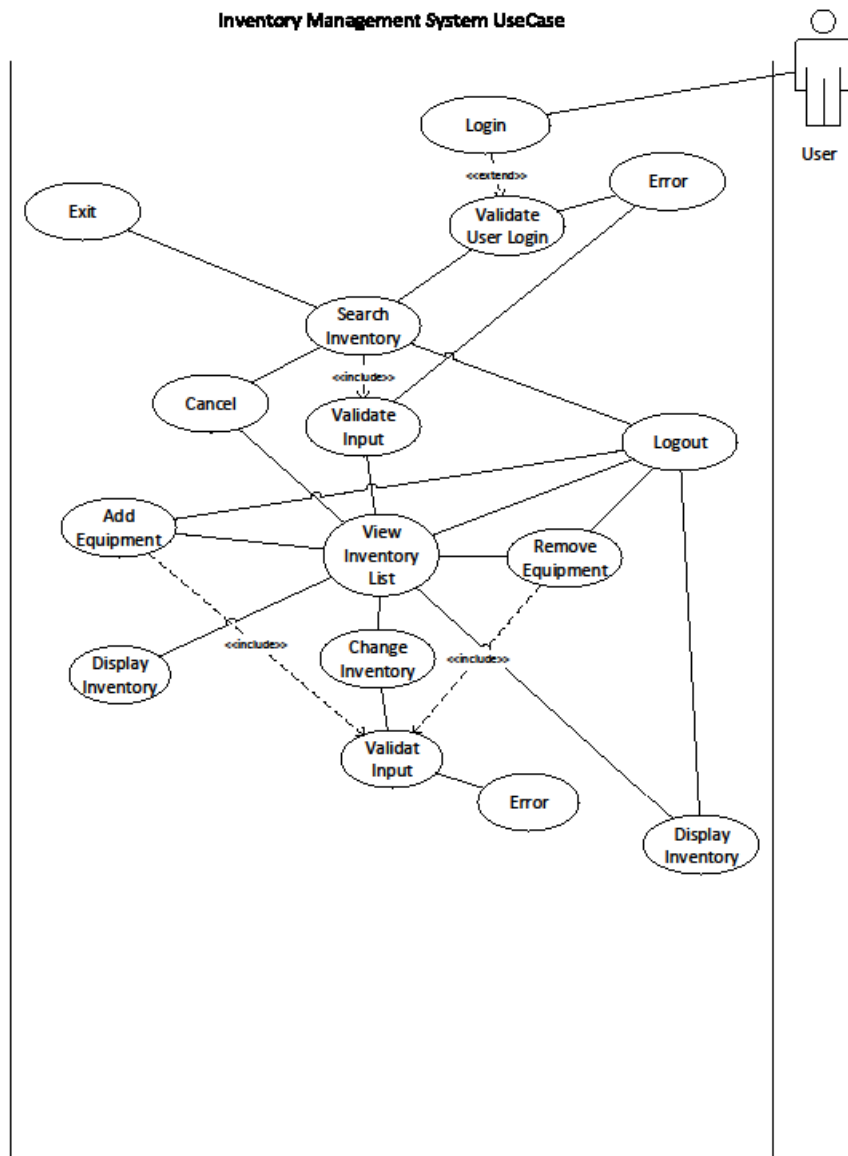 Inventory Management System UseCase
User
Login
<<extend>>
Error
Exit
Validate
User Login
Search
Inventory
<<include>>
Cancel
Validate
Input
Logout
Add
Equipment
View
Inventory
List
Remove
Equipment
<<include>>
Change
Inventory
<<include>>
Display
Inventory
Validat
Input
Error
Display
Inventory